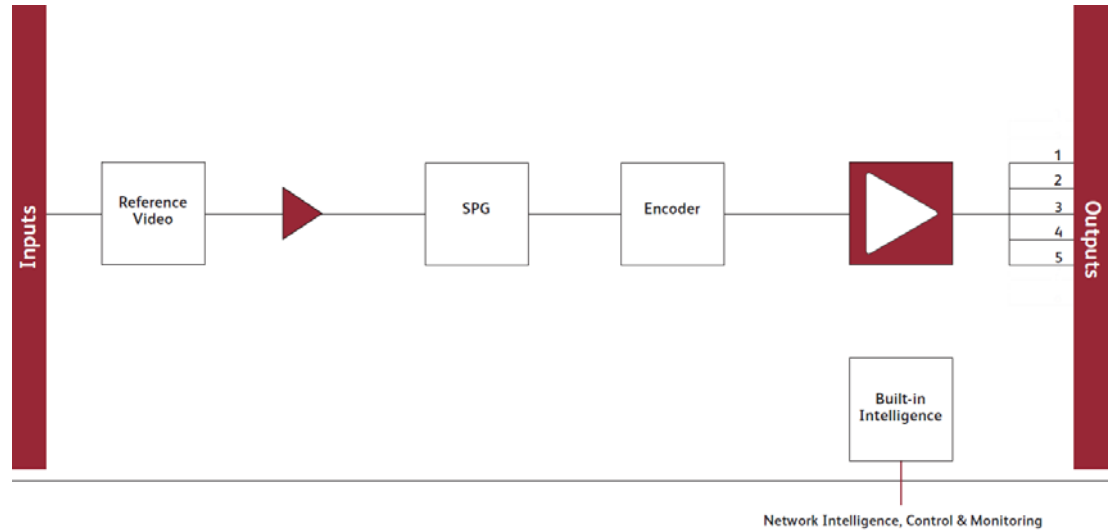 Inputs
Reference
Video
SPG
Encoder
1
2
3
4
5
Outputs
Built-in
Intelligence
Network Intelligence, Control & Monitoring